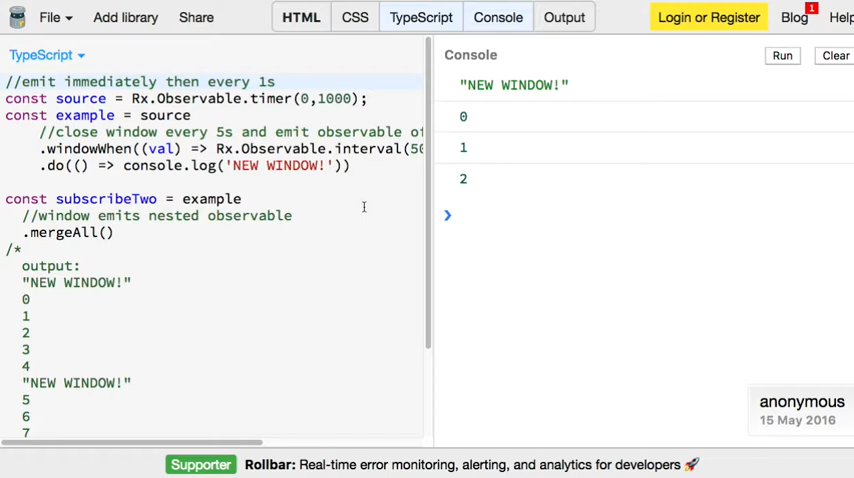 File Add library Share HTML CSS TypeScript Console Output Login or Register Blog 1 Help
TypeScript
//emit immediately then every 1s
const source = Rx.Observable.timer(0,1000);
const example = source
//close window every 5s and emit observable of
.windowWhen((val) => Rx.Observable.interval(50
.do(() => console.log('NEW WINDOW!'))
const subscribeTwo = example
//window emits nested observable
.mergeAll()
/*
output:
"NEW WINDOW!"
0
1
2
3
4
"NEW WINDOW!"
5
6
7
Console Run Clear
"NEW WINDOW!"
0
1
2
anonymous
15 May 2016
Supporter Rollbar: Real-time error monitoring, alerting, and analytics for developers 🚀